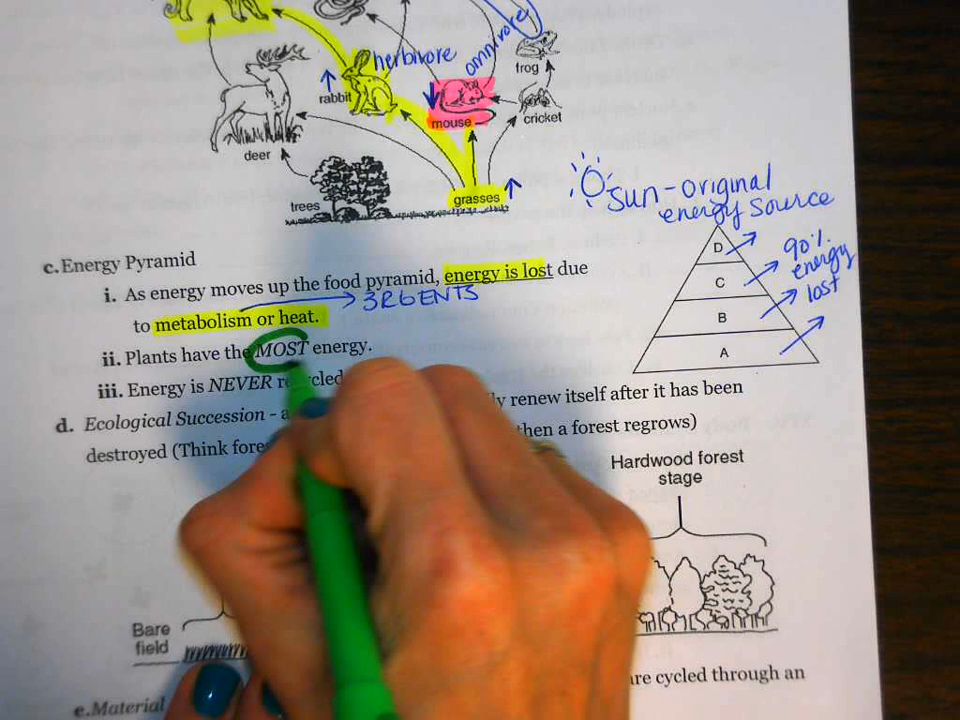 herbivore
omnivore
frog
rabbit
mouse
cricket
deer
trees
grasses
Sun-original
energy Source
c. Energy Pyramid
i. As energy moves up the food pyramid, energy is lost due
3R6ENTS
to metabolism or heat.
ii. Plants have the MOST energy.
iii. Energy is NEVER
D
C
B
A
90% energy lost
d. Ecological Succession - a
renew itself after it has been
destroyed (Think
then a forest regrows)
Hardwood forest
stage
Bare
field
are cycled through an
e. Material